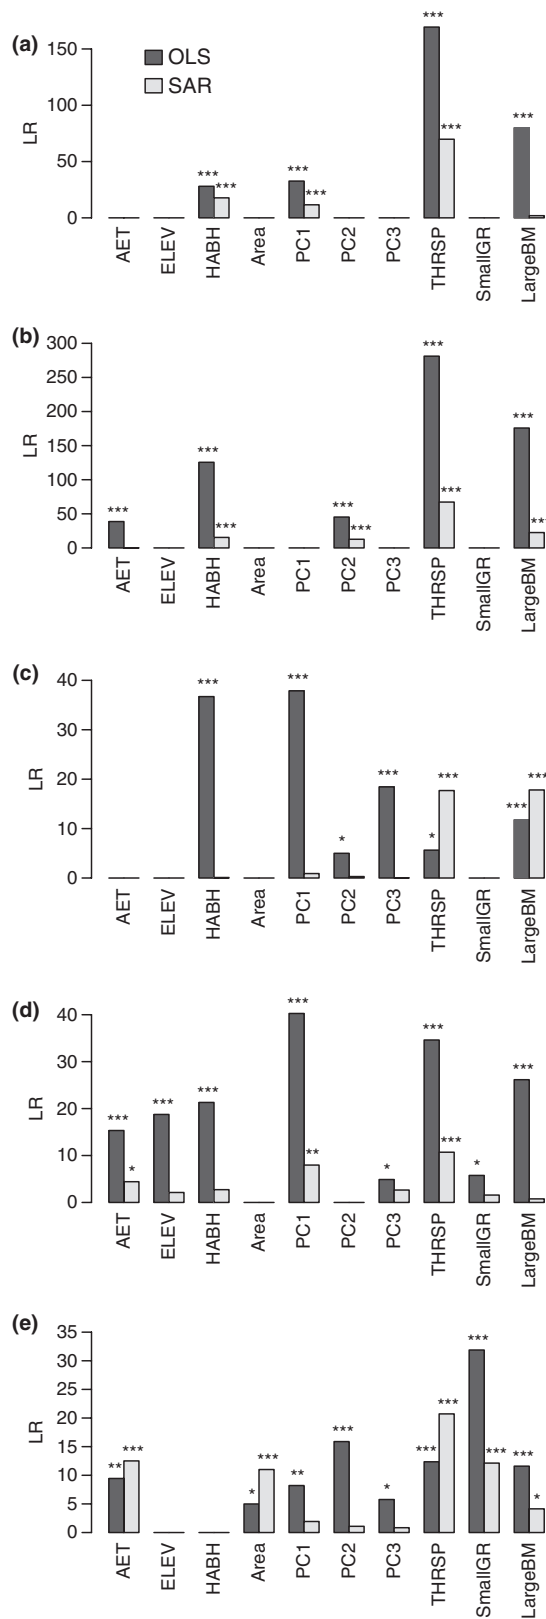 (a)
OLS
SAR
LR
150
100
50
0
*** *** *** *** *** *** ***
AET ELEV HABH Area PC1 PC2 PC3 THRSP SmallGR LargeBM
(b)
LR
300
250
200
150
100
50
0
*** *** *** *** *** *** *** *** ***
AET ELEV HABH Area PC1 PC2 PC3 THRSP SmallGR LargeBM
(c)
LR
40
30
20
10
0
*** *** * *** * *** *** ***
AET ELEV HABH Area PC1 PC2 PC3 THRSP SmallGR LargeBM
(d)
LR
40
30
20
10
0
*** * *** *** *** ** * *** *** * ***
AET ELEV HABH Area PC1 PC2 PC3 THRSP SmallGR LargeBM
(e)
LR
35
30
25
20
15
10
5
0
** *** * *** ** *** * *** *** *** *** *** *
AET ELEV HABH Area PC1 PC2 PC3 THRSP SmallGR LargeBM